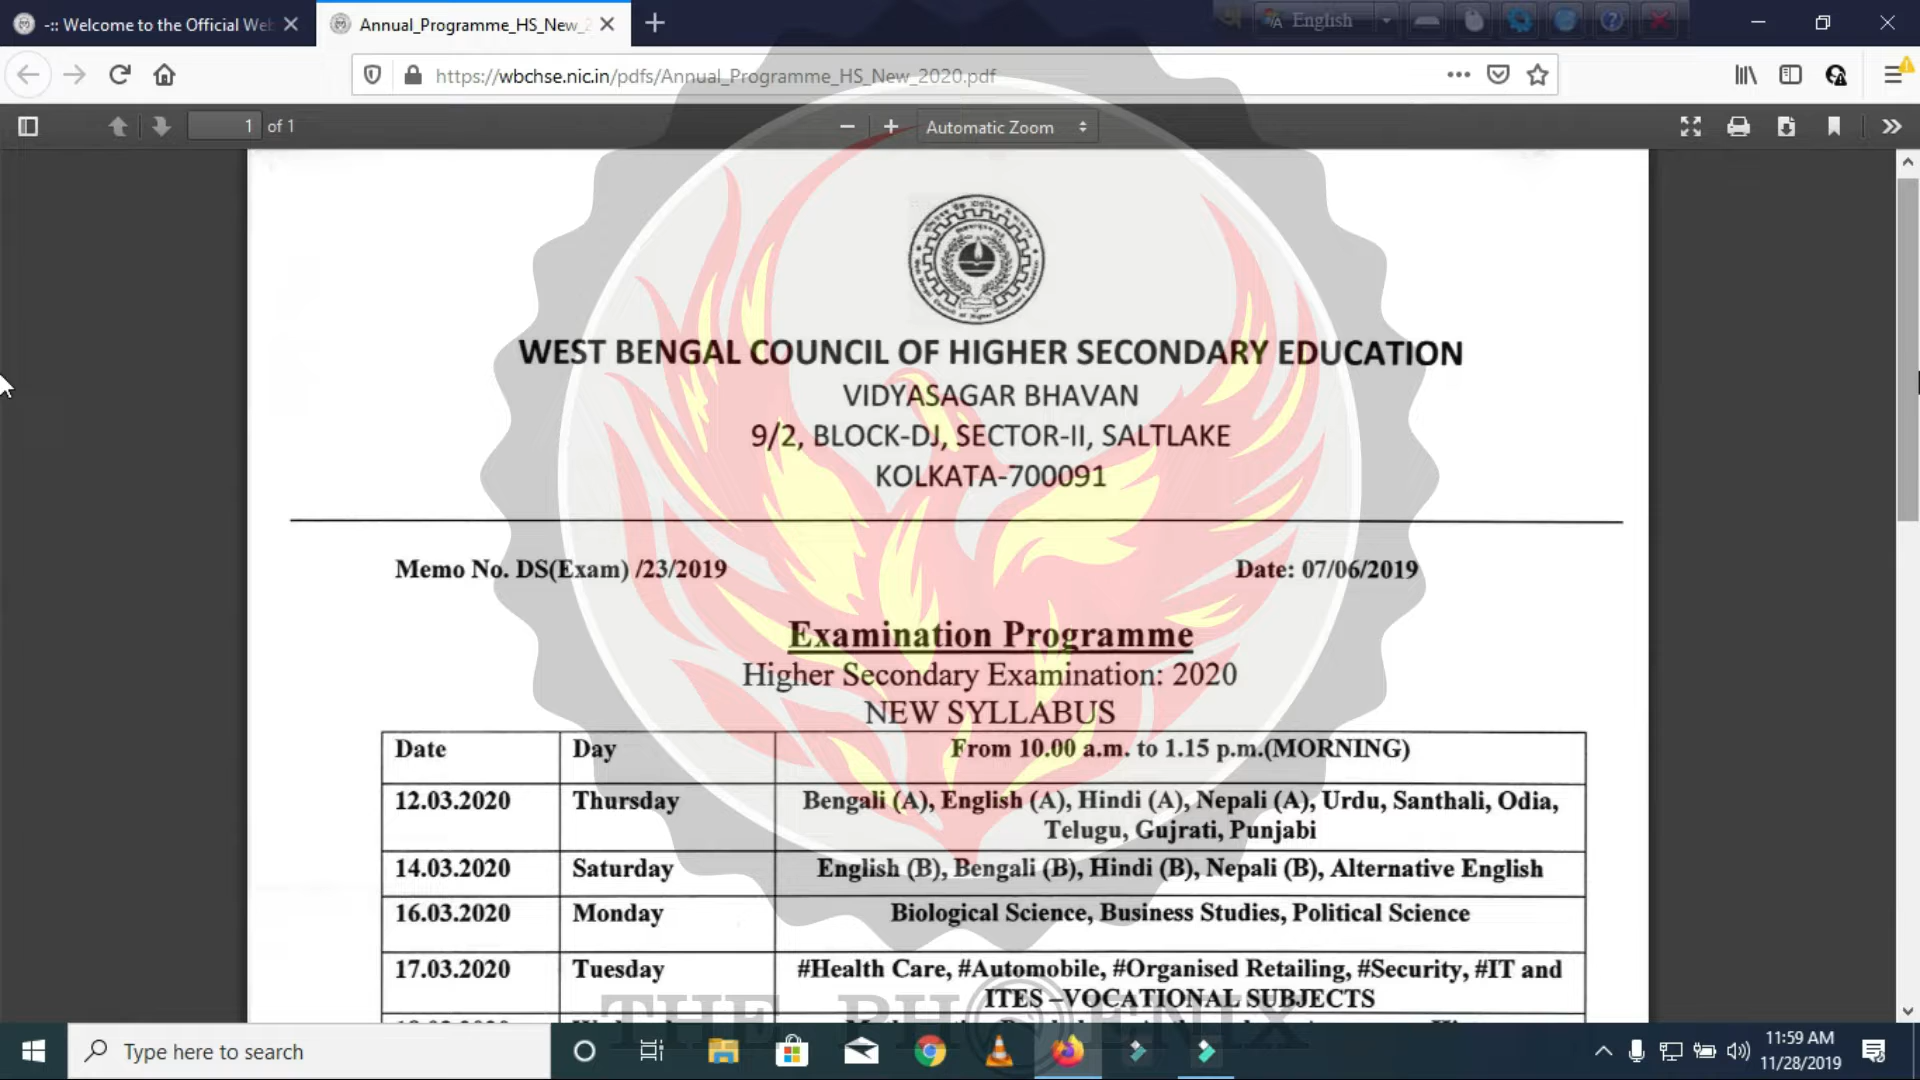 -:: Welcome to the Official Web
Annual_Programme_HS_New_2
English
https://wbchse.nic.in/pdfs/Annual_Programme_HS_New_2020.pdf
1 of 1
Automatic Zoom
WEST BENGAL COUNCIL OF HIGHER SECONDARY EDUCATION
VIDYASAGAR BHAVAN
9/2, BLOCK-DJ, SECTOR-II, SALTLAKE
KOLKATA-700091
Memo No. DS(Exam) /23/2019 Date: 07/06/2019
Examination Programme
Higher Secondary Examination: 2020
NEW SYLLABUS
Date Day From 10.00 a.m. to 1.15 p.m.(MORNING)
12.03.2020 Thursday Bengali (A), English (A), Hindi (A), Nepali (A), Urdu, Santhali, Odia,
Telugu, Gujrati, Punjabi
14.03.2020 Saturday English (B), Bengali (B), Hindi (B), Nepali (B), Alternative English
16.03.2020 Monday Biological Science, Business Studies, Political Science
17.03.2020 Tuesday #Health Care, #Automobile, #Organised Retailing, #Security, #IT and
ITES –VOCATIONAL SUBJECTS
THE PHOENIX
Type here to search
11:59 AM
11/28/2019